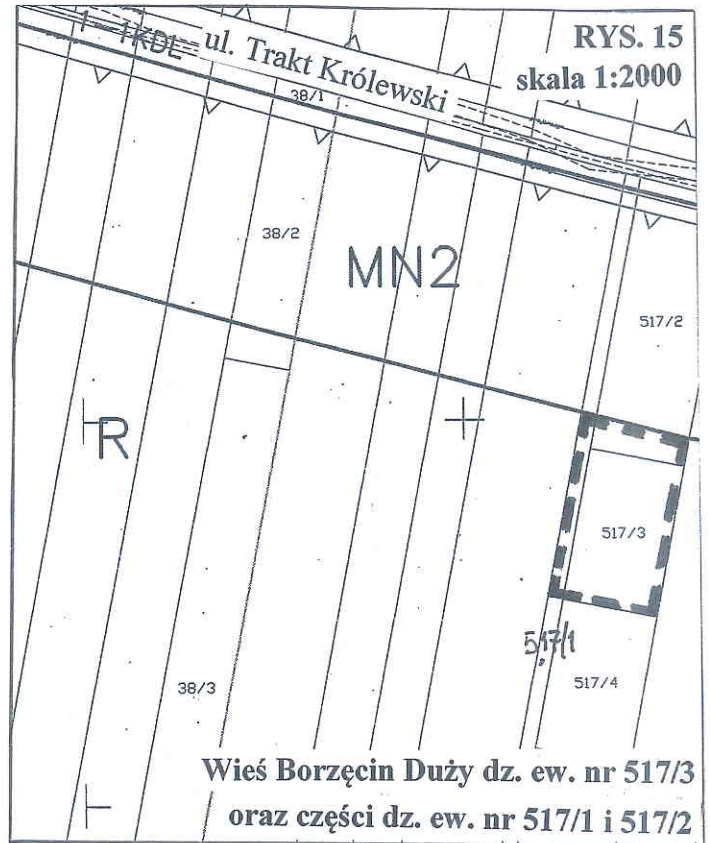 RYS. 15
skala 1:2000
1-1KDL ul. Trakt Królewski
38/1
38/2
MN2
517/2
R
517/3
517/1
517/4
38/3
Wieś Borzęcin Duży dz. ew. nr 517/3
oraz części dz. ew. nr 517/1 i 517/2